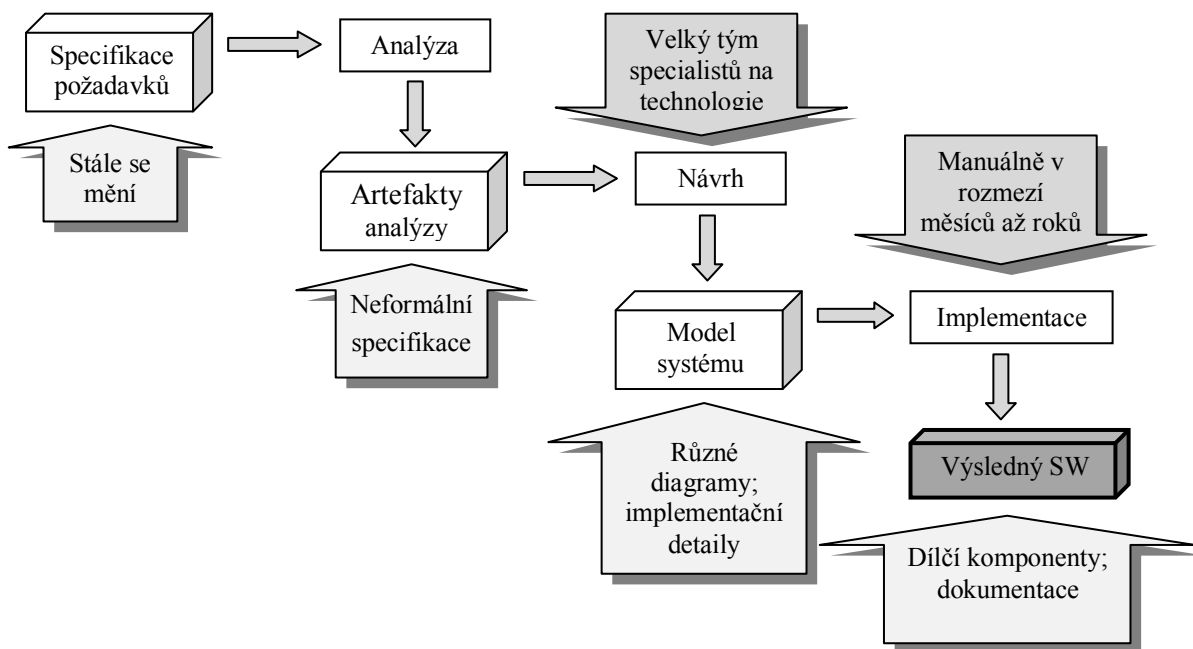 Specifikace
požadavků
Analýza
Velký tým
specialistů na
technologie
Stále se
mění
Artefakty
analýzy
Návrh
Manuálně v
rozmezí
měsíců až roků
Neformální
specifikace
Model
systému
Implementace
Různé
diagramy;
implementační
detaily
Výsledný SW
Dílčí komponenty;
dokumentace